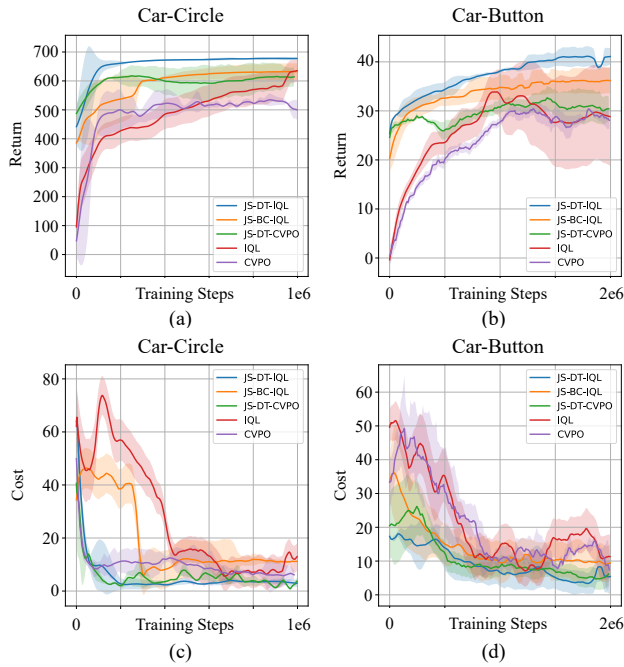 Car-Circle
700
600
500
400
300
200
100
0
Return
JS-DT-IQL
JS-BC-IQL
JS-DT-CVPO
IQL
CVPO
0 Training Steps 1e6
(a)
Car-Button
40
30
20
10
0
Return
JS-DT-IQL
JS-BC-IQL
JS-DT-CVPO
IQL
CVPO
0 Training Steps 2e6
(b)
Car-Circle
80
60
40
20
0
Cost
JS-DT-IQL
JS-BC-IQL
JS-DT-CVPO
IQL
CVPO
0 Training Steps 1e6
(c)
Car-Button
60
50
40
30
20
10
0
Cost
JS-DT-IQL
JS-BC-IQL
JS-DT-CVPO
IQL
CVPO
0 Training Steps 2e6
(d)